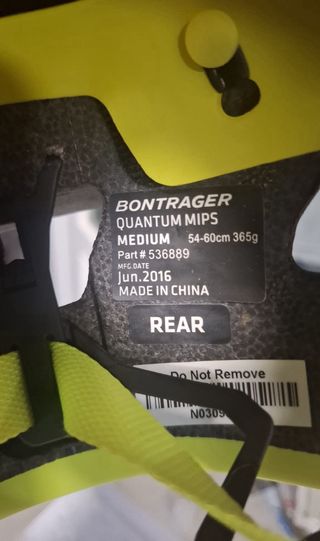 BONTRAGER
QUANTUM MIPS
MEDIUM 54-60cm 365g
Part# 536889
MFG.DATE
Jun.2016
MADE IN CHINA
REAR
Do Not Remove